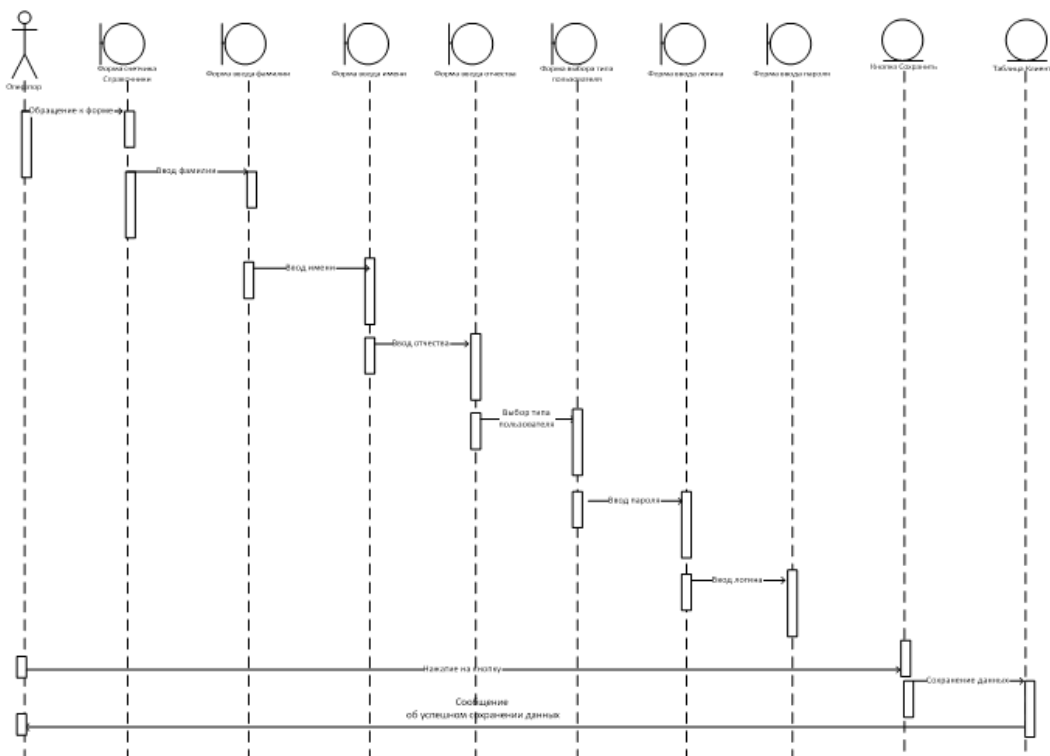 Оператор
Форма счетчика
Справочники
Форма ввода фамилии
Форма ввода имени
Форма ввода отчества
Форма выбора типа
пользователя
Форма ввода логина
Форма ввода пароля
Кнопка Сохранить
Таблица Клиент
Обращение к форме
Ввод фамилии
Ввод имени
Ввод отчества
Выбор типа
пользователя
Ввод пароля
Ввод логина
Нажатие на кнопку
Сохранение данных
Сообщение
об успешном сохранении данных